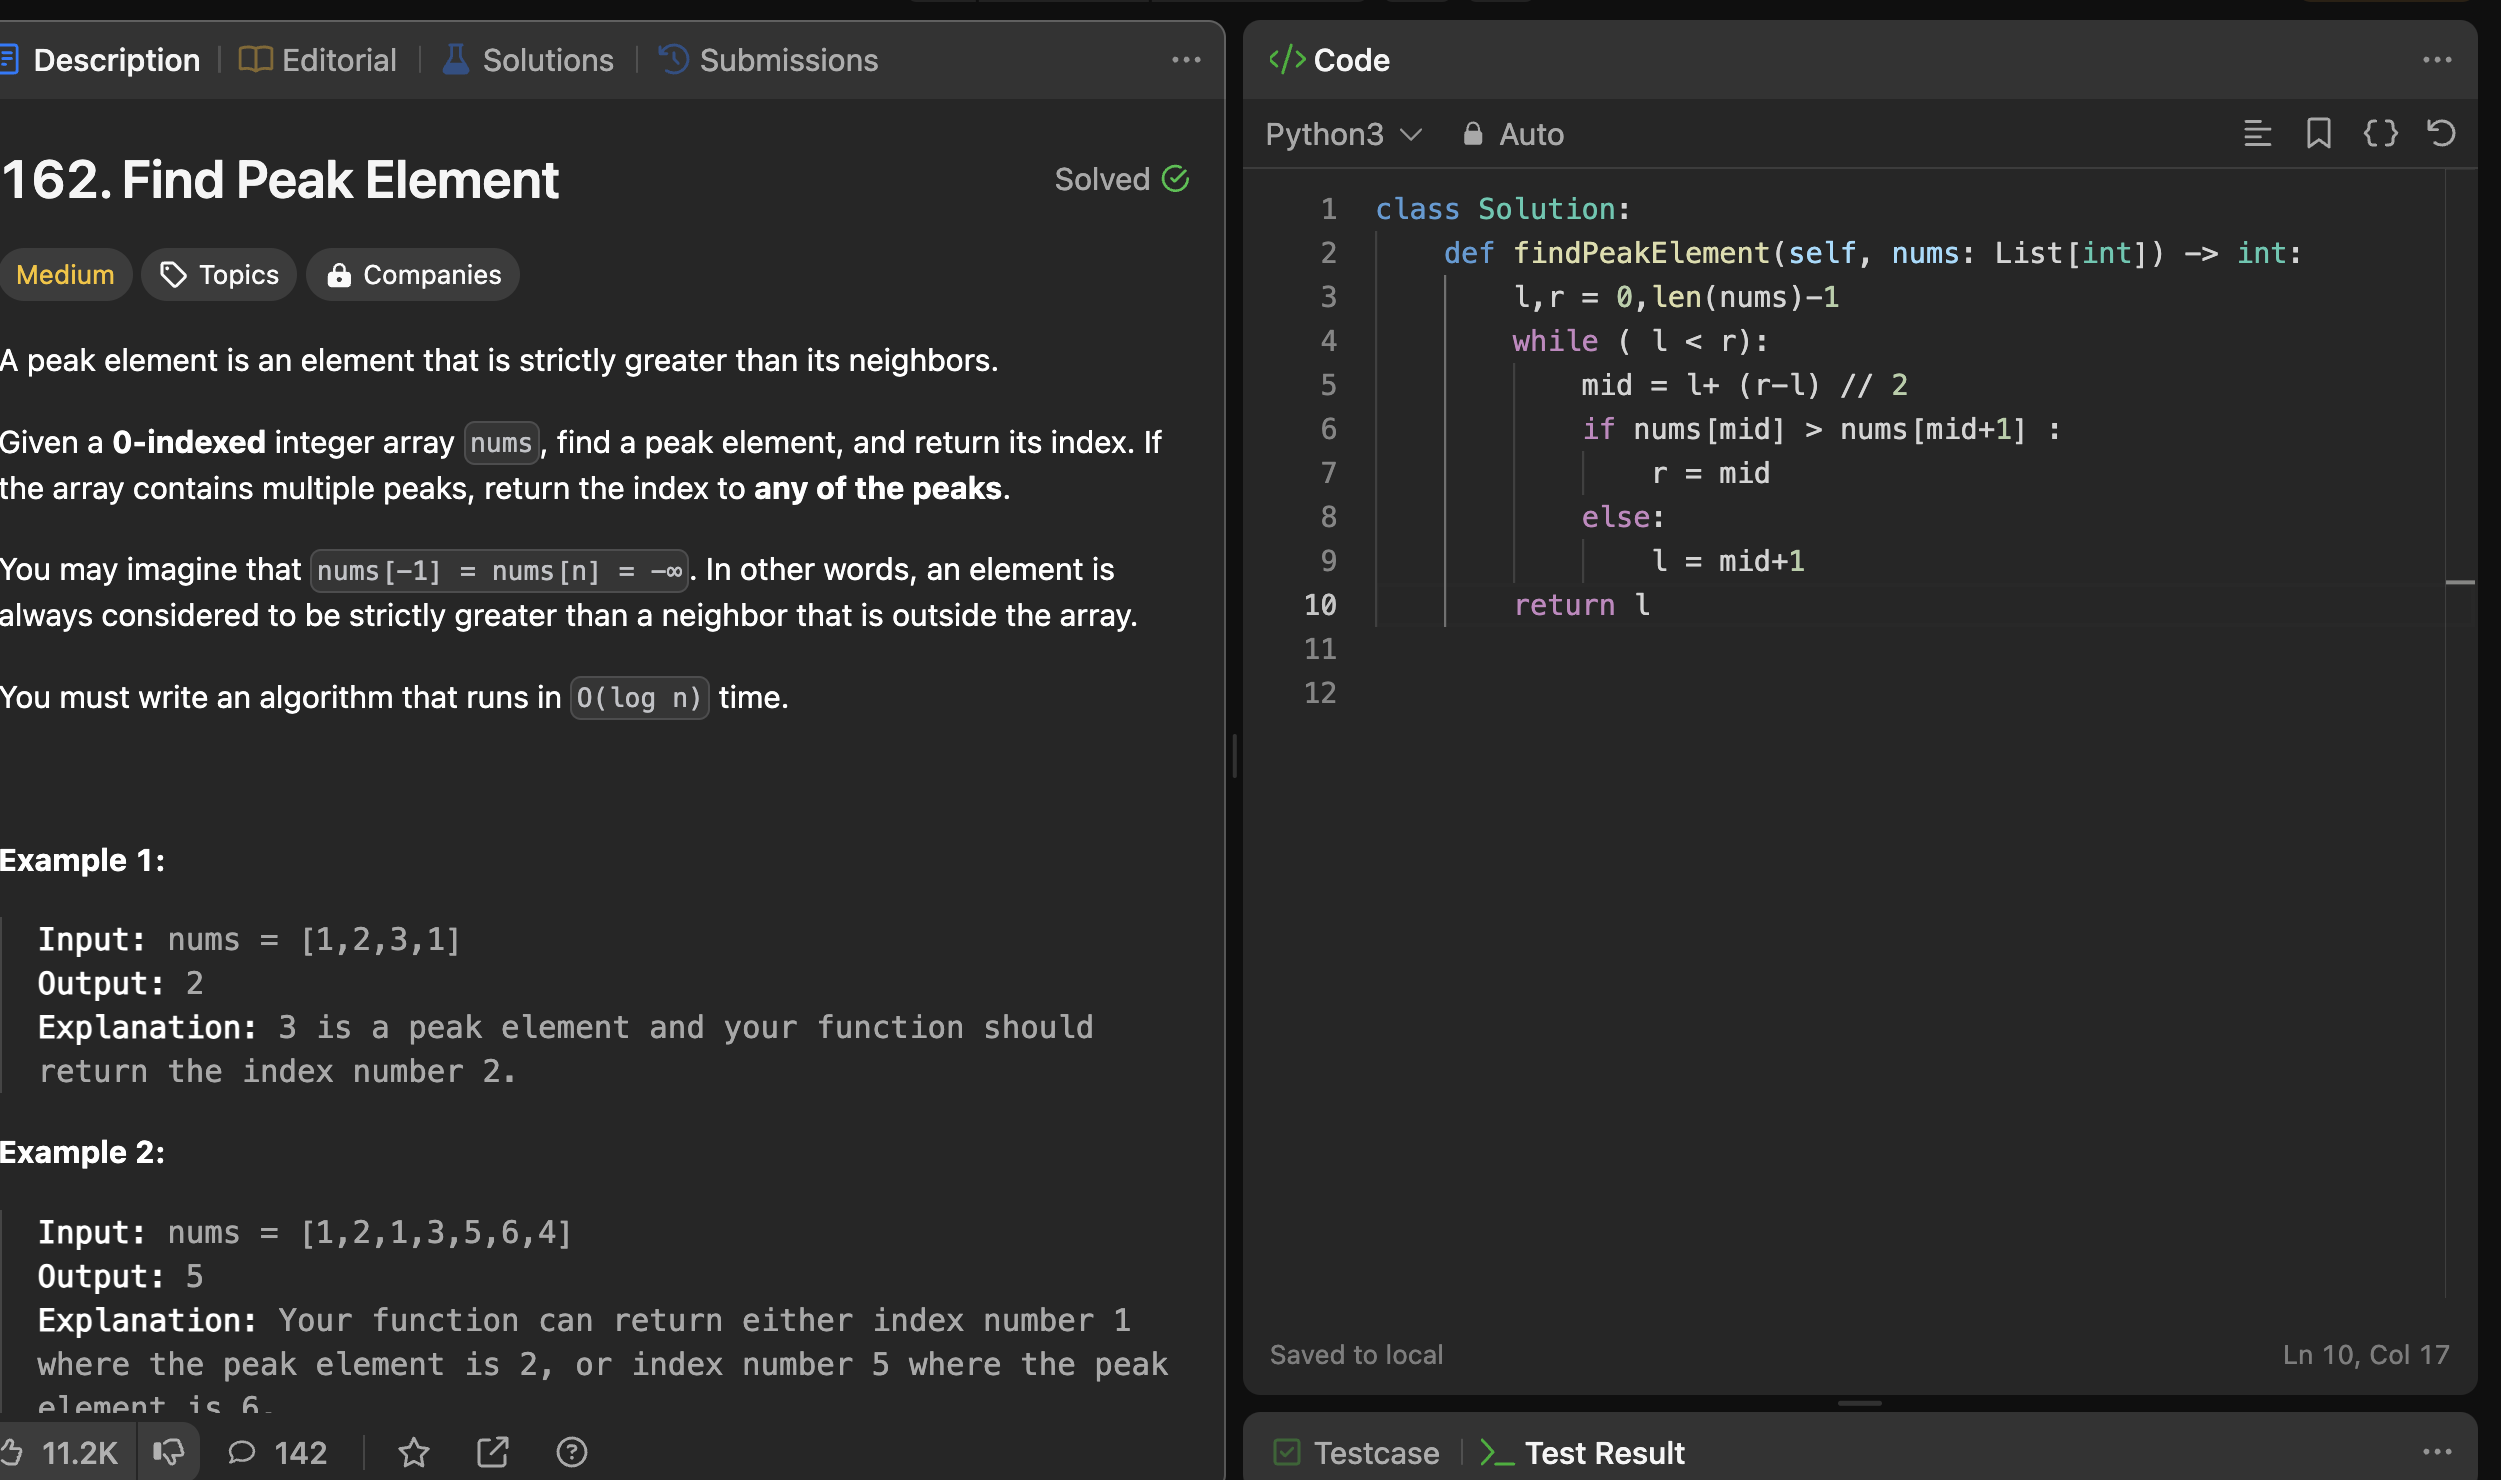 Description | Editorial | Solutions | Submissions
162. Find Peak Element
Solved
Medium Topics Companies
A peak element is an element that is strictly greater than its neighbors.
Given a 0-indexed integer array nums, find a peak element, and return its index. If
the array contains multiple peaks, return the index to any of the peaks.
You may imagine that nums[-1] = nums[n] = -∞. In other words, an element is
always considered to be strictly greater than a neighbor that is outside the array.
You must write an algorithm that runs in O(log n) time.
Example 1:
Input: nums = [1,2,3,1]
Output: 2
Explanation: 3 is a peak element and your function should
return the index number 2.
Example 2:
Input: nums = [1,2,1,3,5,6,4]
Output: 5
Explanation: Your function can return either index number 1
where the peak element is 2, or index number 5 where the peak
element is 6.
11.2K 142
</> Code
Python3 Auto
1 class Solution:
2     def findPeakElement(self, nums: List[int]) -> int:
3         l,r = 0,len(nums)-1
4         while ( l < r):
5             mid = l+ (r-l) // 2
6             if nums[mid] > nums[mid+1] :
7                 r = mid
8             else:
9                 l = mid+1
10         return l
11
12
Saved to local
Ln 10, Col 17
Testcase | >_ Test Result